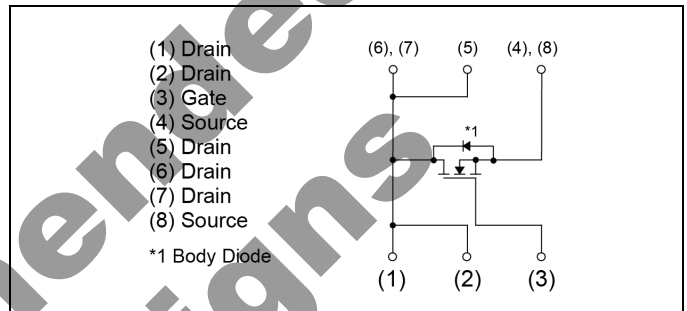 (1) Drain
(2) Drain
(3) Gate
(4) Source
(5) Drain
(6) Drain
(7) Drain
(8) Source
*1 Body Diode
(6), (7) (5) (4), (8)
*1
(1) (2) (3)